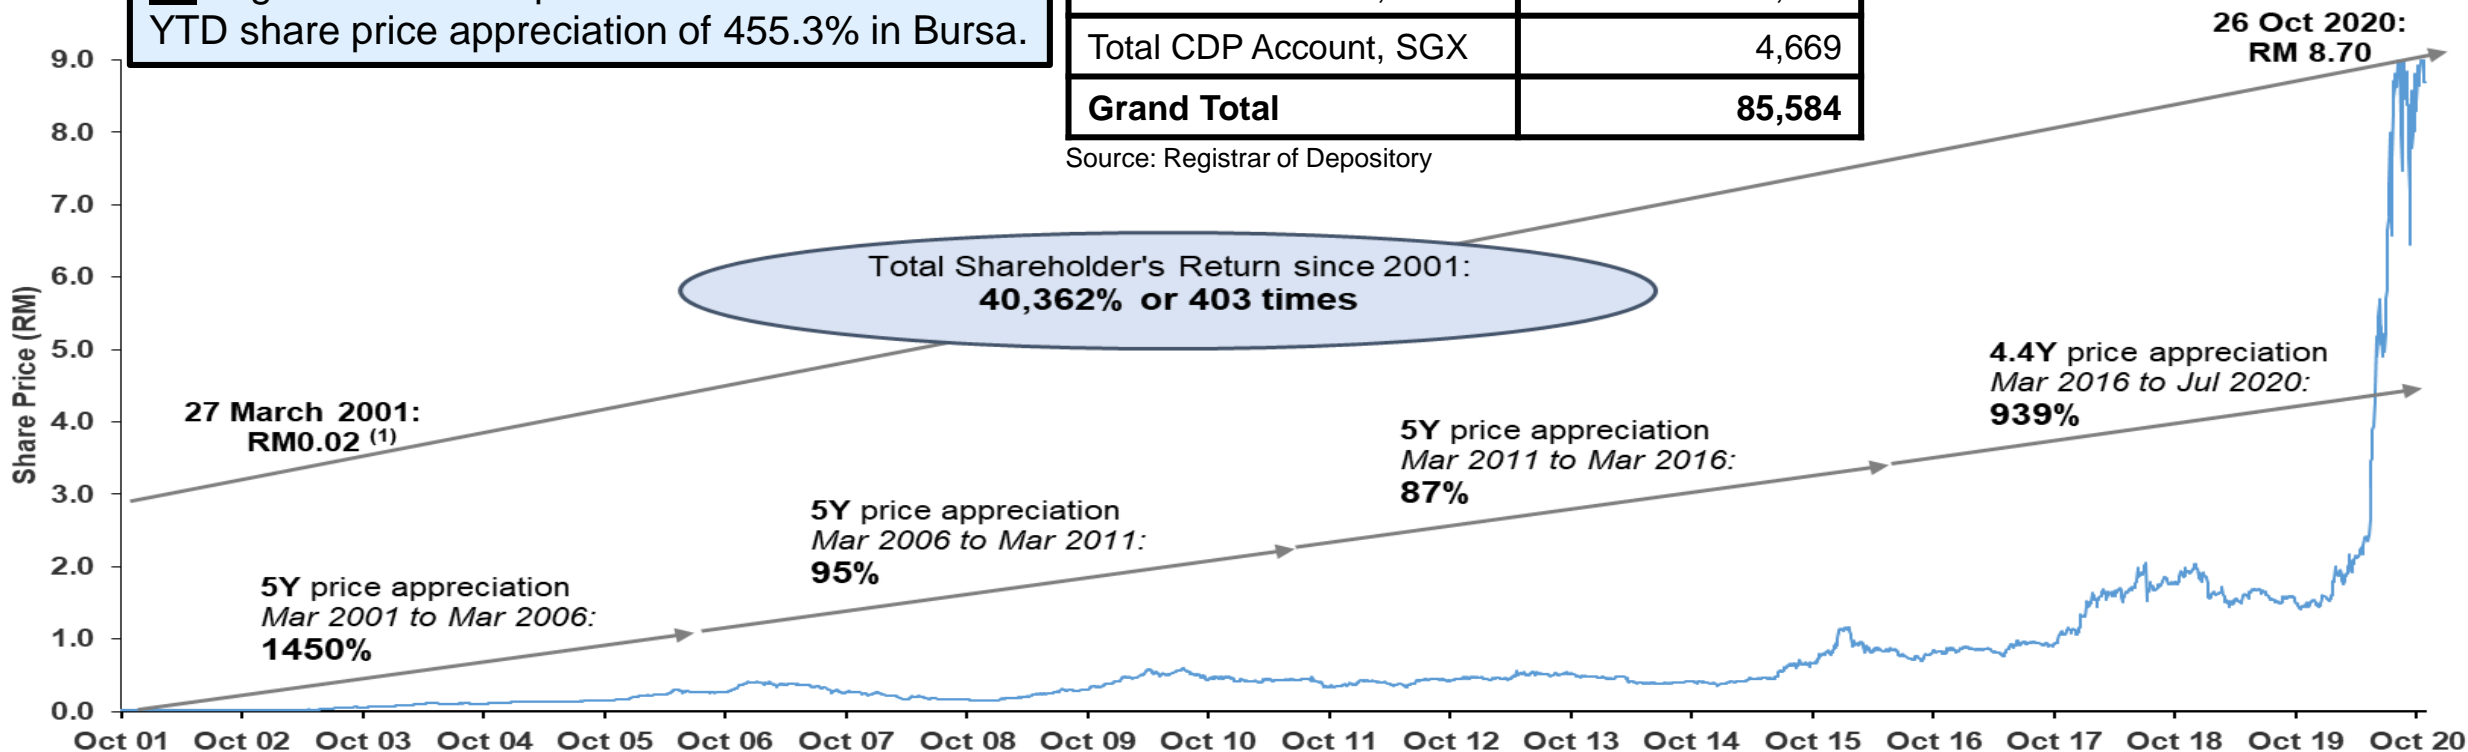 YTD share price appreciation of 455.3% in Bursa.
Total CDP Account, SGX 4,669
Grand Total 85,584
Source: Registrar of Depository
26 Oct 2020:
RM 8.70
Total Shareholder's Return since 2001:
40,362% or 403 times
27 March 2001:
RM0.02 (1)
4.4Y price appreciation
Mar 2016 to Jul 2020:
939%
5Y price appreciation
Mar 2011 to Mar 2016:
87%
5Y price appreciation
Mar 2006 to Mar 2011:
95%
5Y price appreciation
Mar 2001 to Mar 2006:
1450%
Share Price (RM)
9.0
8.0
7.0
6.0
5.0
4.0
3.0
2.0
1.0
0.0
Oct 01 Oct 02 Oct 03 Oct 04 Oct 05 Oct 06 Oct 07 Oct 08 Oct 09 Oct 10 Oct 11 Oct 12 Oct 13 Oct 14 Oct 15 Oct 16 Oct 17 Oct 18 Oct 19 Oct 20